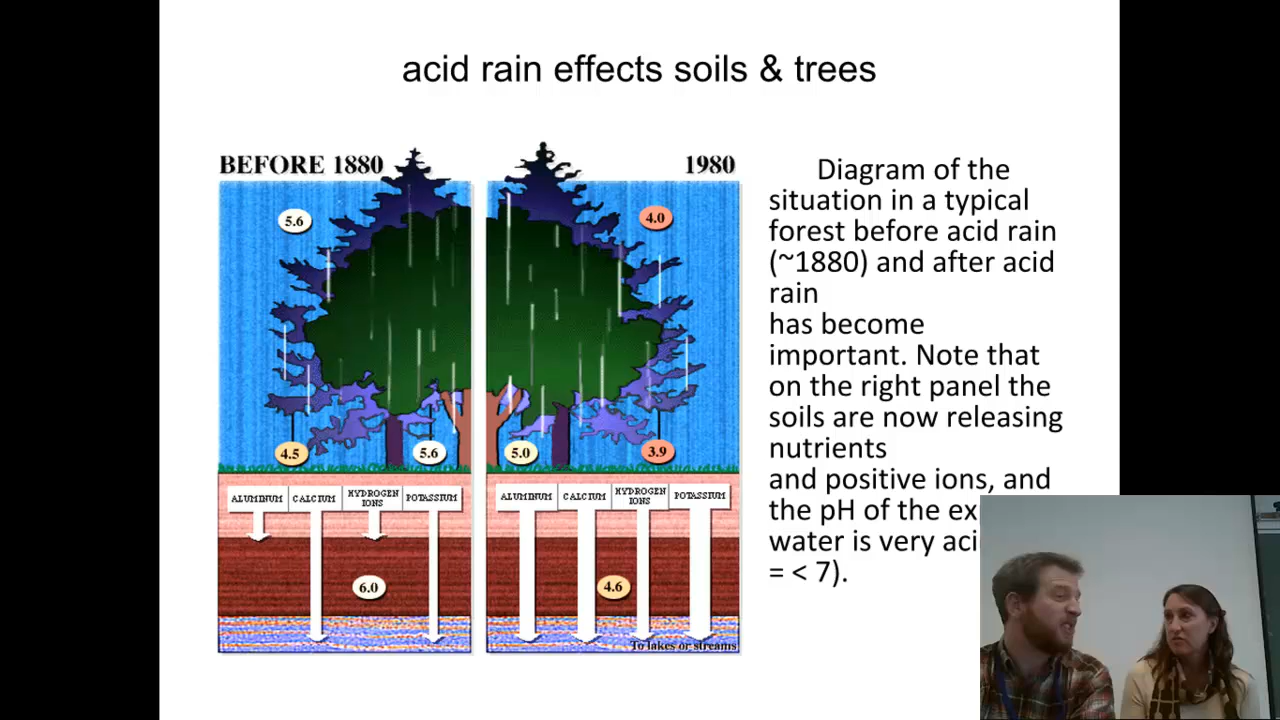 acid rain effects soils & trees
BEFORE 1880
1980
5.6
4.0
4.5
5.6
5.0
3.9
ALUMINUM CALCIUM HYDROGEN IONS POTASSIUM
ALUMINUM CALCIUM HYDROGEN IONS POTASSIUM
6.0
4.6
To lakes or streams
Diagram of the
situation in a typical
forest before acid rain
(~1880) and after acid
rain
has become
important. Note that
on the right panel the
soils are now releasing
nutrients
and positive ions, and
the pH of the
water is very
= < 7).